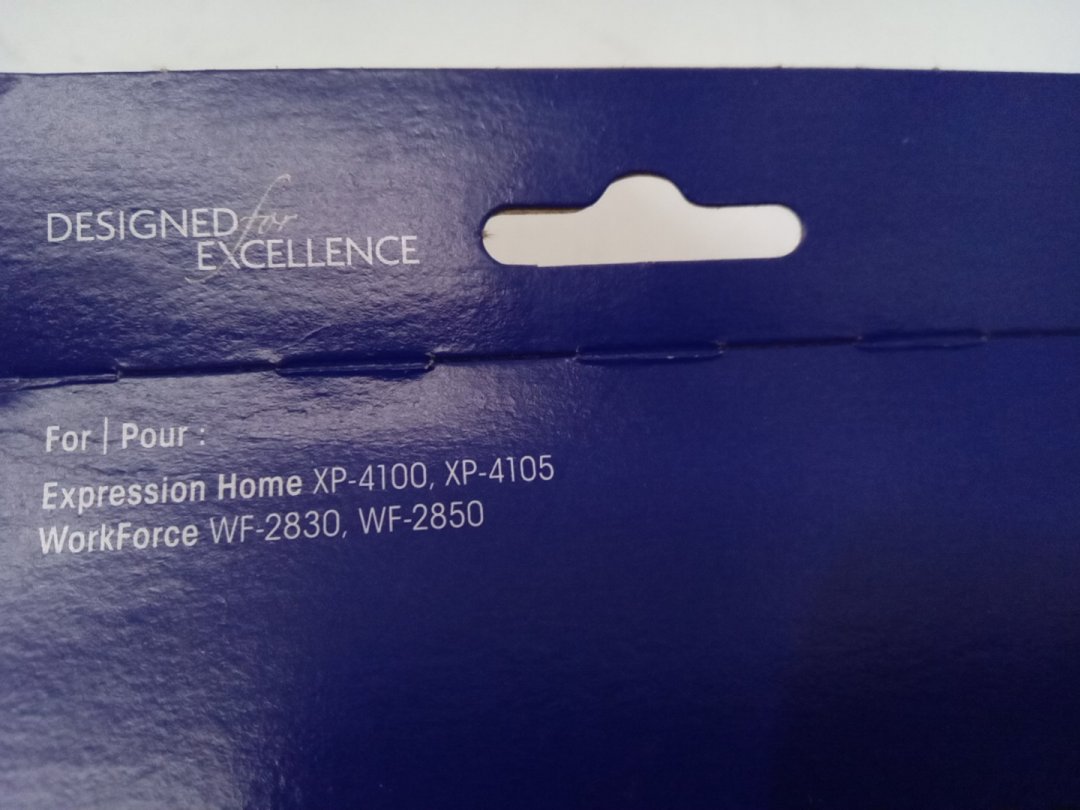 DESIGNED for
EXCELLENCE
For | Pour :
Expression Home XP-4100, XP-4105
WorkForce WF-2830, WF-2850